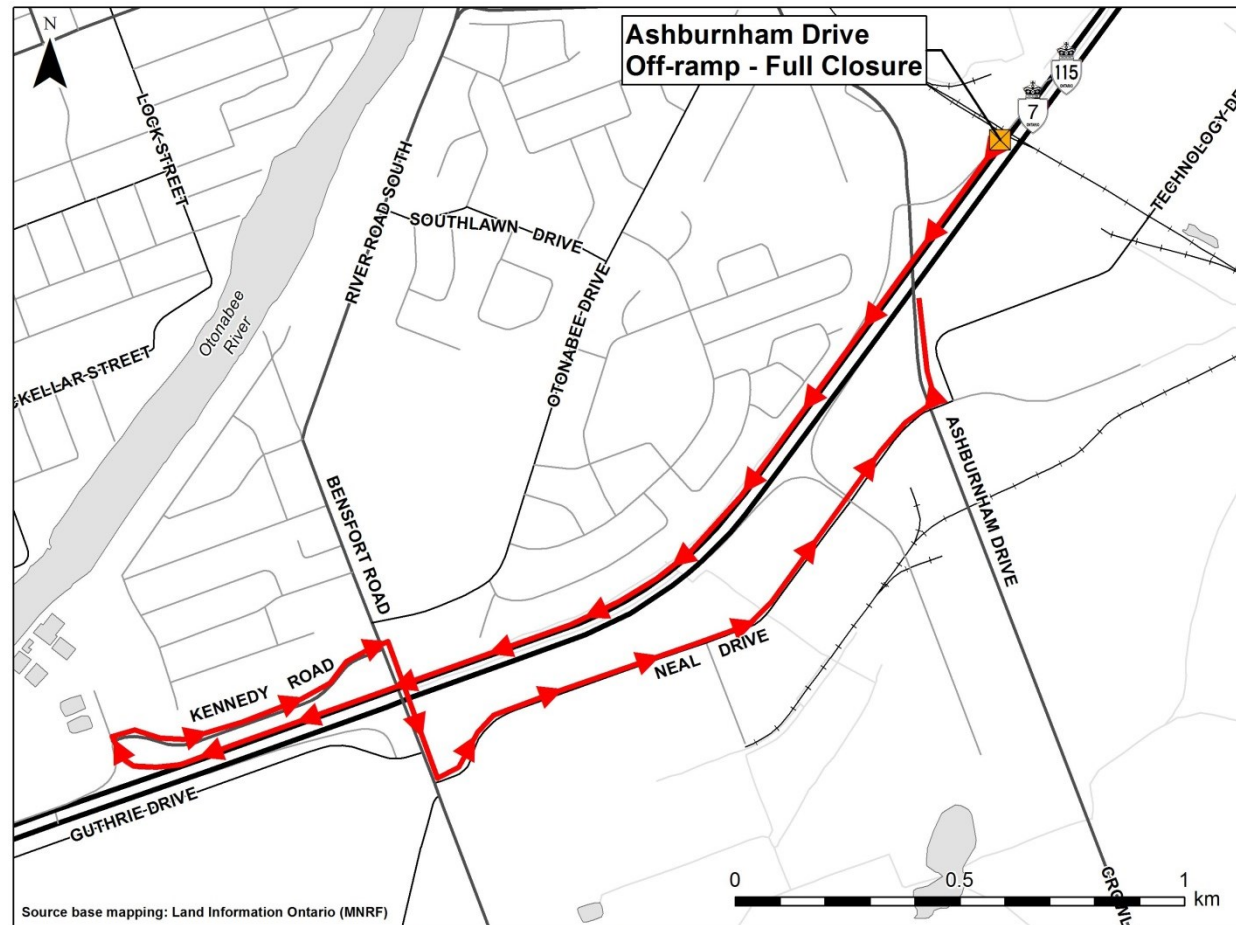 N
Ashburnham Drive
Off-ramp - Full Closure
115
ONTARIO
7
ONTARIO
LOCK STREET
RIVER ROAD SOUTH
SOUTHLAWN DRIVE
OTONABEE DRIVE
TECHNOLOGY DR
Otonabee
River
KELLAR STREET
BENSFORT ROAD
ASHBURNHAM DRIVE
KENNEDY ROAD
NEAL DRIVE
GUTHRIE DRIVE
0 0.5 1
km
Source base mapping: Land Information Ontario (MNRF)